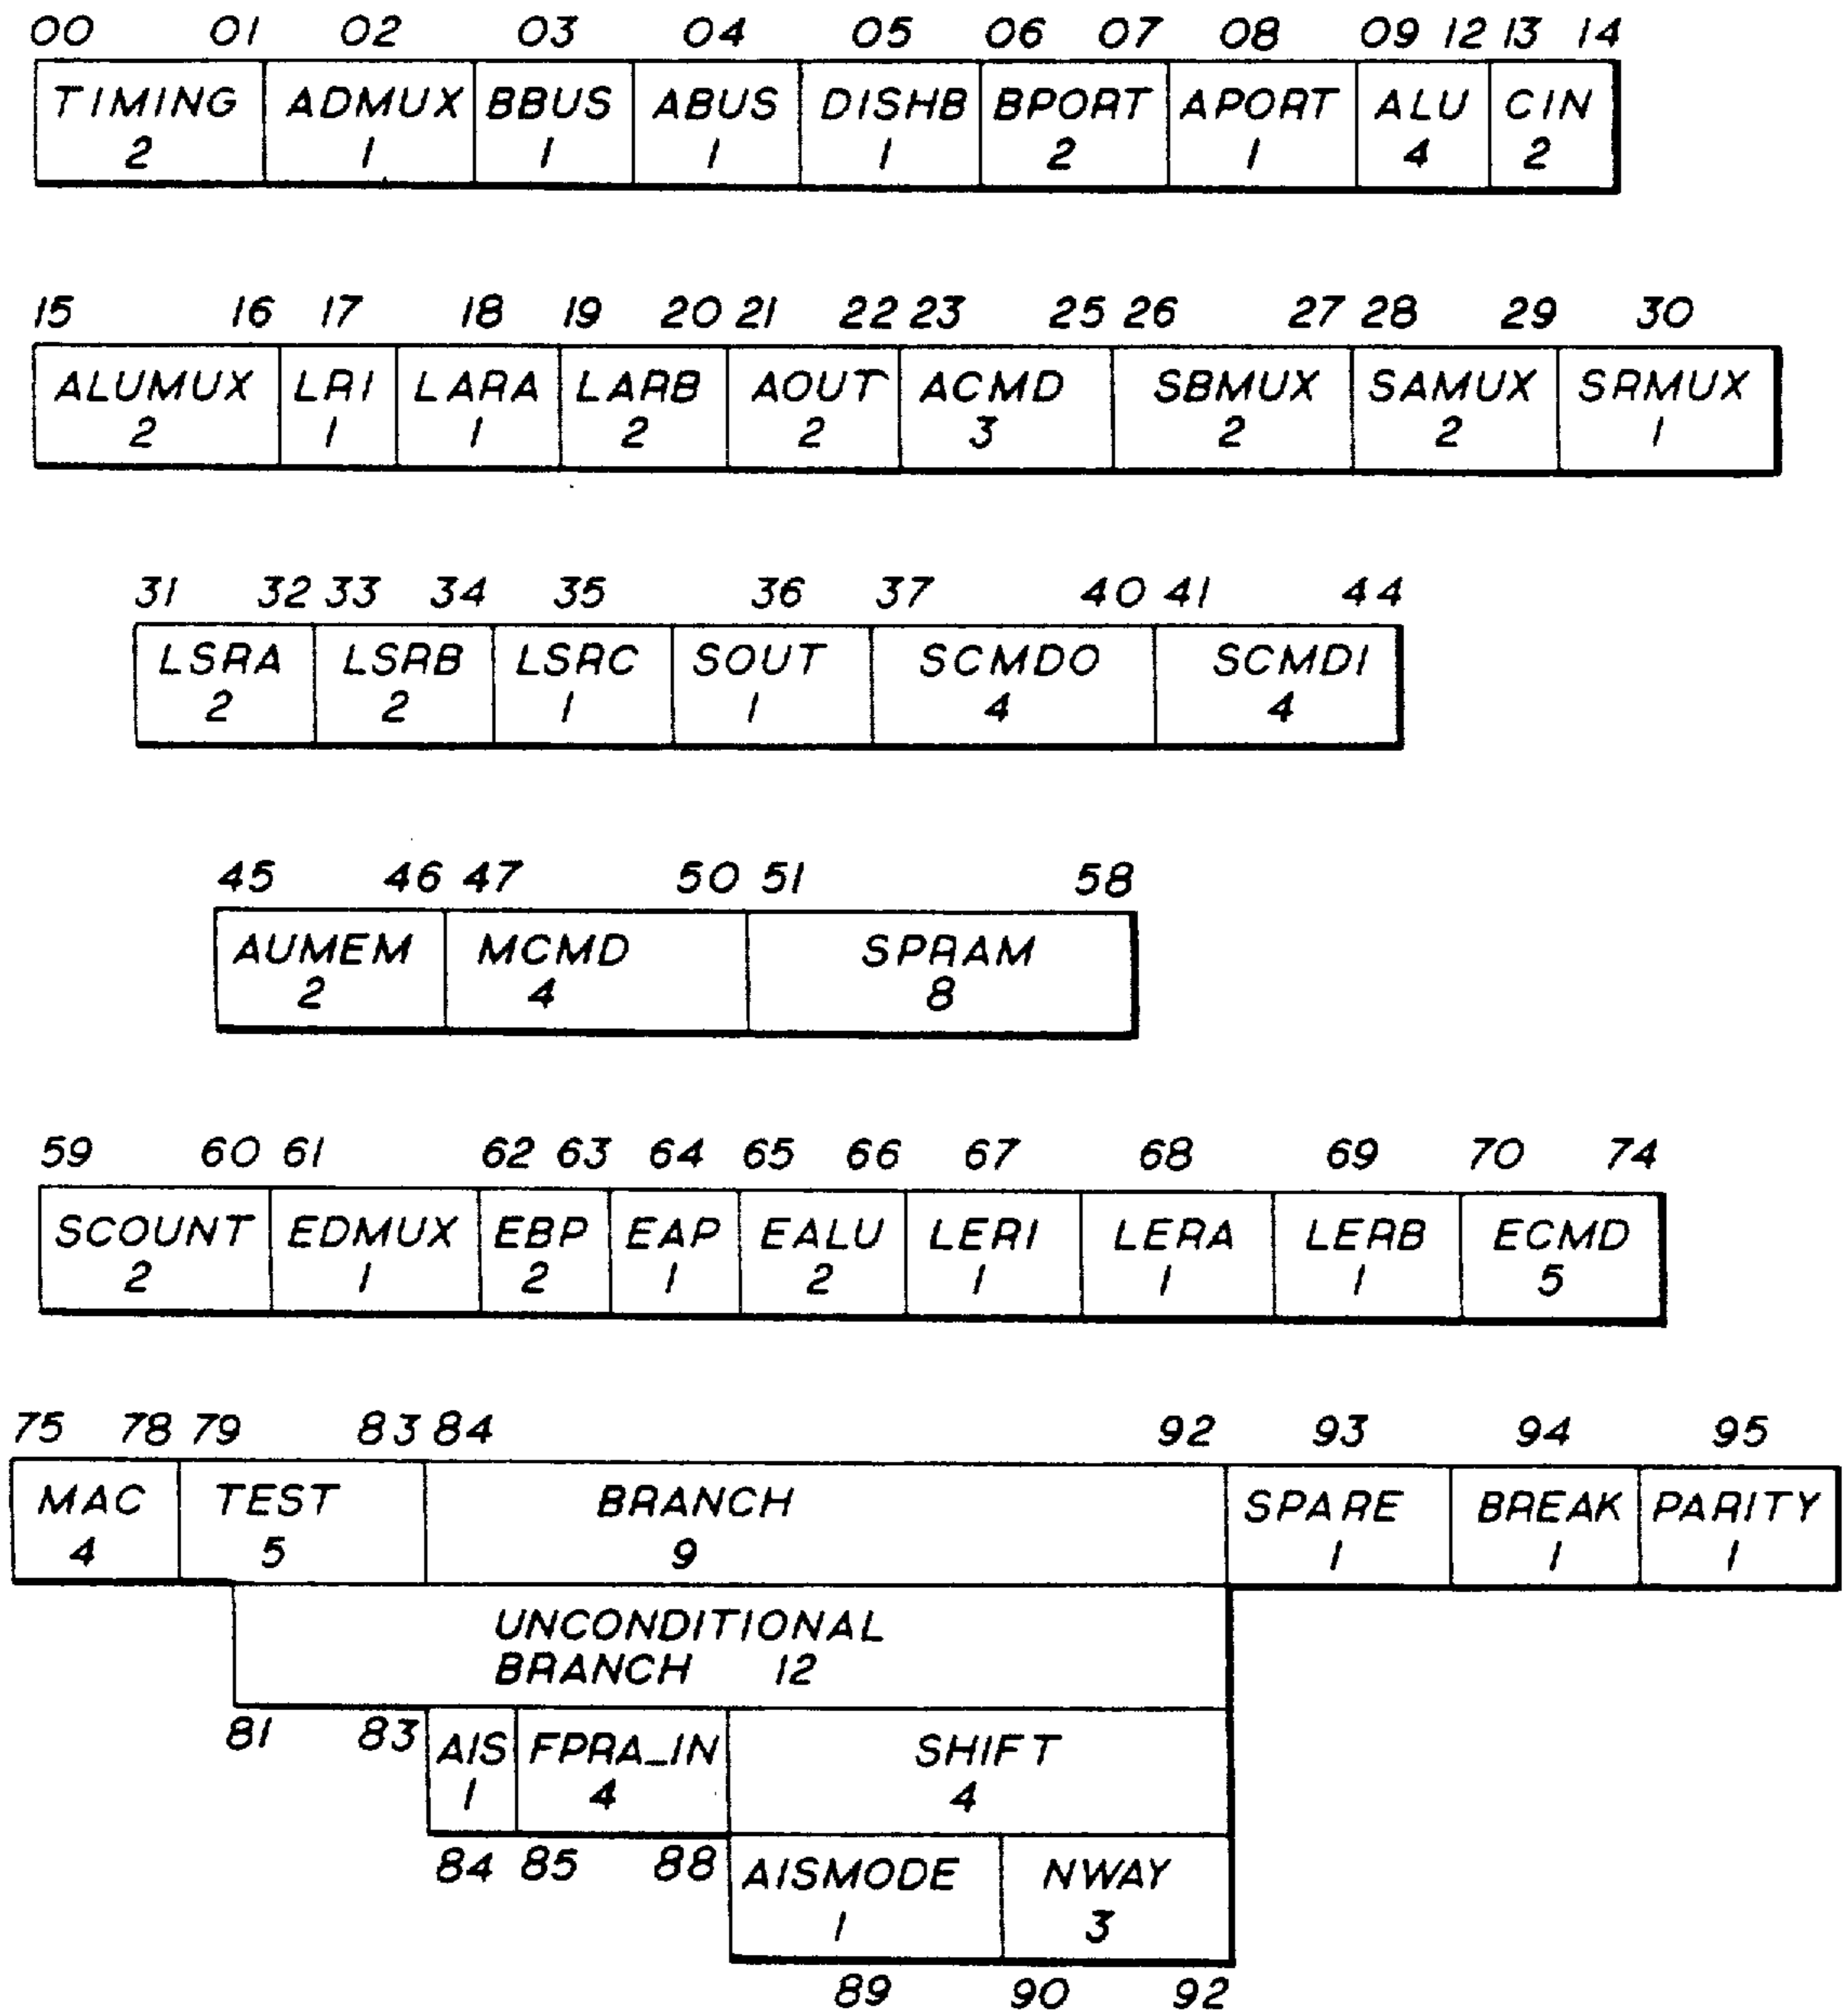 00 01 02 03 04 05 06 07 08 09 12 13 14
TIMING ADMUX BBUS ABUS DISHB BPORT APORT ALU CIN
2 1 1 1 1 2 1 4 2
15 16 17 18 19 20 21 22 23 25 26 27 28 29 30
ALUMUX LRI LARA LARB AOUT ACMD SBMUX SAMUX SRMUX
2 1 1 2 2 3 2 2 1
31 32 33 34 35 36 37 40 41 44
LSRA LSRB LSRC SOUT SCMDO SCMDI
2 2 1 1 4 4
45 46 47 50 51 58
AUMEM MCMD SPRAM
2 4 8
59 60 61 62 63 64 65 66 67 68 69 70 74
SCOUNT EDMUX EBP EAP EALU LERI LERA LERB ECMD
2 1 2 1 2 1 1 1 5
75 78 79 83 84 92 93 94 95
MAC TEST BRANCH SPARE BREAK PARITY
4 5 9 1 1 1
UNCONDITIONAL
BRANCH 12
81 83
AIS FPRA_IN SHIFT
1 4 4
84 85 88
AISMODE NWAY
1 3
89 90 92